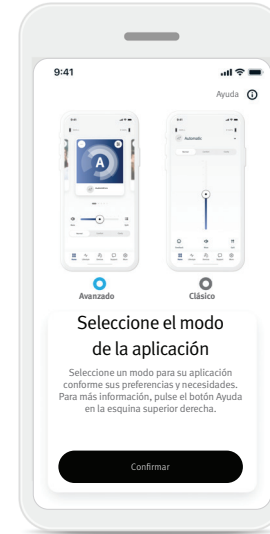 9:41
Ayuda
A
Automático
Avanzado
Clásico
Seleccione el modo
de la aplicación
Seleccione un modo para su aplicación
conforme sus preferencias y necesidades.
Para más información, pulse el botón Ayuda
en la esquina superior derecha.
Confirmar